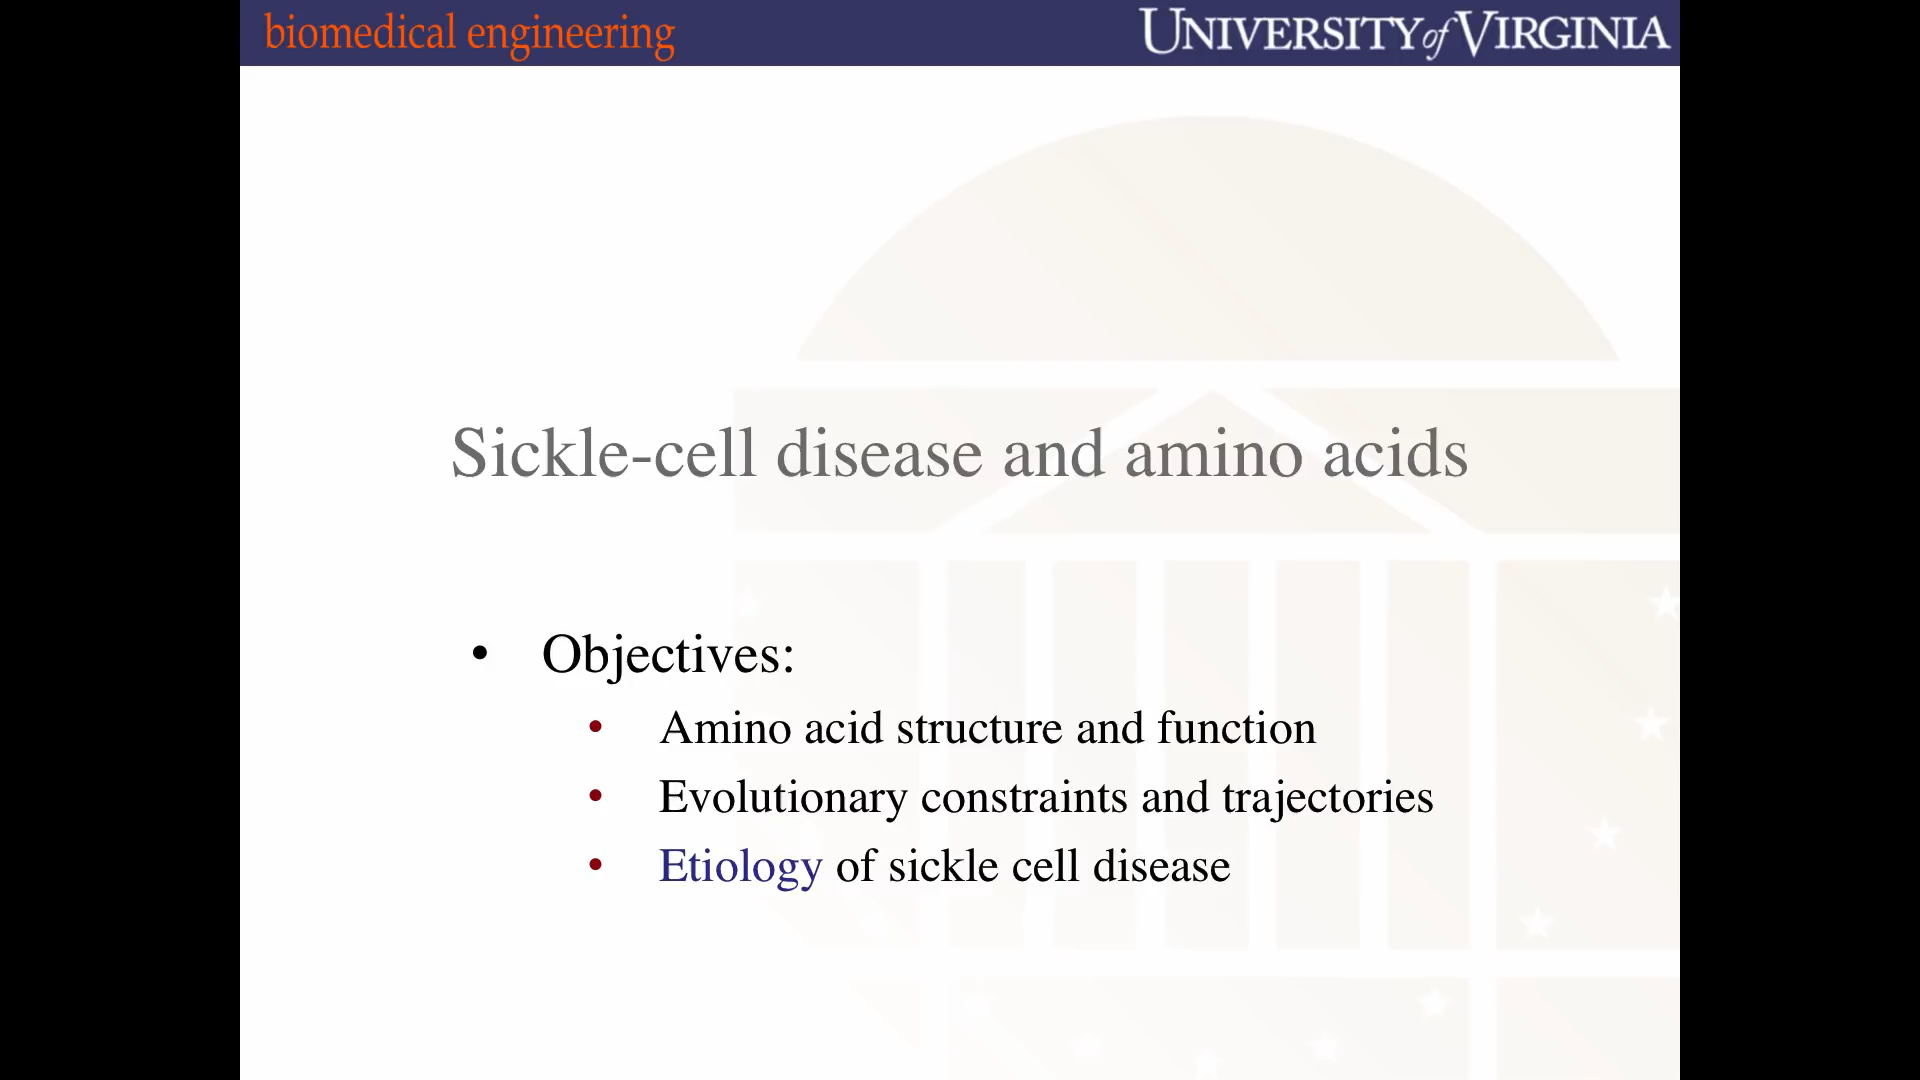 biomedical engineering
UNIVERSITY of VIRGINIA
Sickle-cell disease and amino acids
• Objectives:
• Amino acid structure and function
• Evolutionary constraints and trajectories
• Etiology of sickle cell disease